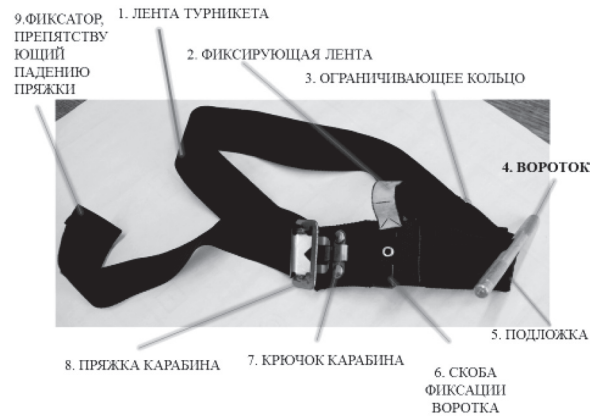 9.ФИКСАТОР,
ПРЕПЯТСТВУ
ЮЩИЙ
ПАДЕНИЮ
ПРЯЖКИ
1. ЛЕНТА ТУРНИКЕТА
2. ФИКСИРУЮЩАЯ ЛЕНТА
3. ОГРАНИЧИВАЮЩЕЕ КОЛЬЦО
4. ВОРОТОК
5. ПОДЛОЖКА
8. ПРЯЖКА КАРАБИНА
7. КРЮЧОК КАРАБИНА
6. СКОБА
ФИКСАЦИИ
ВОРОТКА